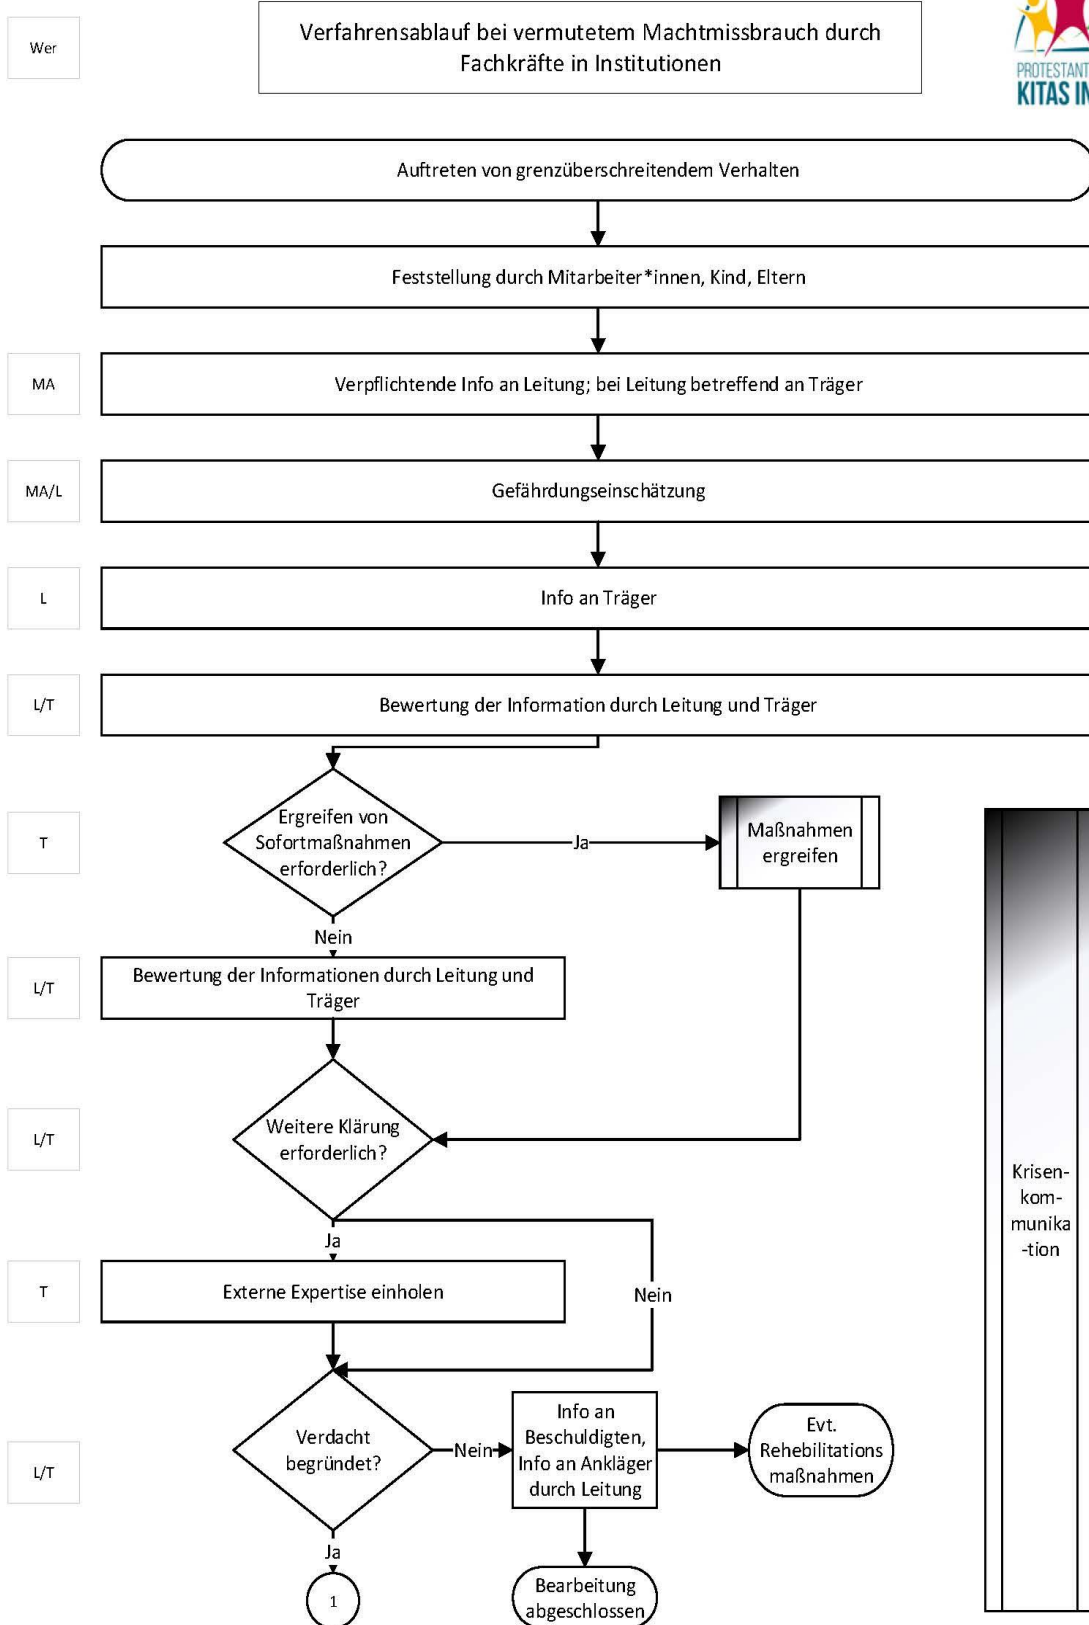 Wer
Verfahrensablauf bei vermutetem Machtmissbrauch durch
Fachkräfte in Institutionen
PROTESTANT
KITAS IN
Auftreten von grenzüberschreitendem Verhalten
Feststellung durch Mitarbeiter*innen, Kind, Eltern
MA
Verpflichtende Info an Leitung; bei Leitung betreffend an Träger
MA/L
Gefährdungseinschätzung
L
Info an Träger
L/T
Bewertung der Information durch Leitung und Träger
T
Ergreifen von
Sofortmaßnahmen
erforderlich?
Ja
Maßnahmen
ergreifen
Nein
L/T
Bewertung der Informationen durch Leitung und
Träger
L/T
Weitere Klärung
erforderlich?
Krisen-
kom-
munika
-tion
Ja
T
Externe Expertise einholen
Nein
L/T
Verdacht
begründet?
Nein
Info an
Beschuldigten,
Info an Ankläger
durch Leitung
Evt.
Rehebilitations
maßnahmen
Ja
1
Bearbeitung
abgeschlossen